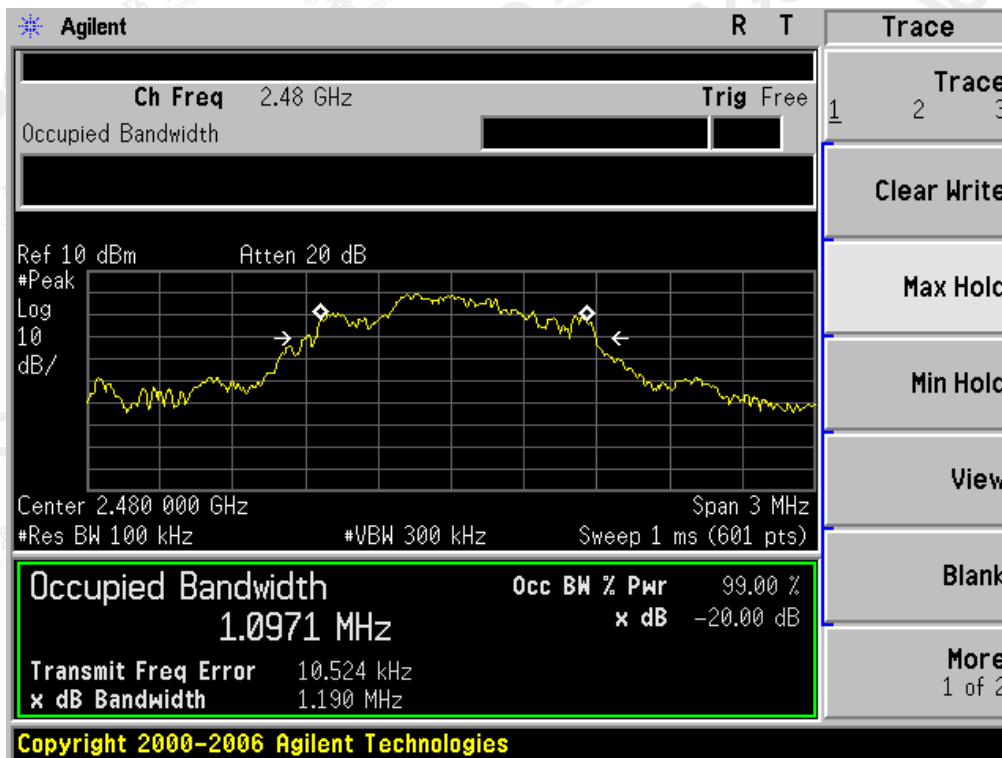 Agilent R T
Trace
Ch Freq 2.48 GHz Trig Free
Occupied Bandwidth
Trace
1 2 3
Clear Write
Max Hold
Min Hold
View
Blank
More
1 of 2
Ref 10 dBm Atten 20 dB
#Peak
Log
10
dB/
Center 2.480 000 GHz Span 3 MHz
#Res BW 100 kHz #VBW 300 kHz Sweep 1 ms (601 pts)
Occupied Bandwidth Occ BW % Pwr 99.00 %
1.0971 MHz x dB -20.00 dB
Transmit Freq Error 10.524 kHz
x dB Bandwidth 1.190 MHz
Copyright 2000-2006 Agilent Technologies